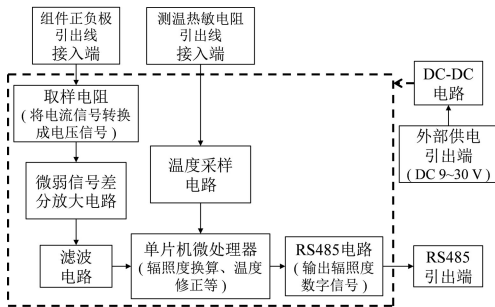 组件正负极
引出线
接入端
测温热敏电阻
引出线
接入端
取样电阻
(将电流信号转换
成电压信号)
微弱信号差
分放大电路
滤波
电路
温度采样
电路
单片机微处理器
(辐照度换算、温度
修正等)
RS485电路
(输出辐照度
数字信号)
DC-DC
电路
外部供电
引出端
(DC 9~30 V)
RS485
引出端